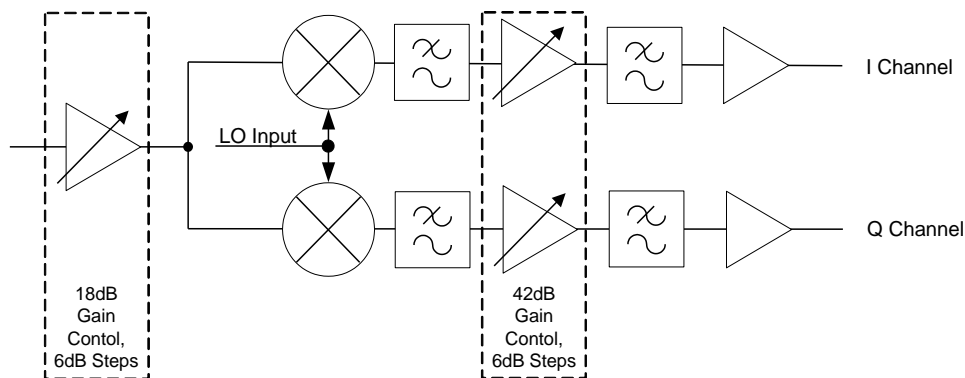 I Channel
LO Input
Q Channel
18dB
Gain
Contol,
6dB Steps
42dB
Gain
Contol,
6dB Steps